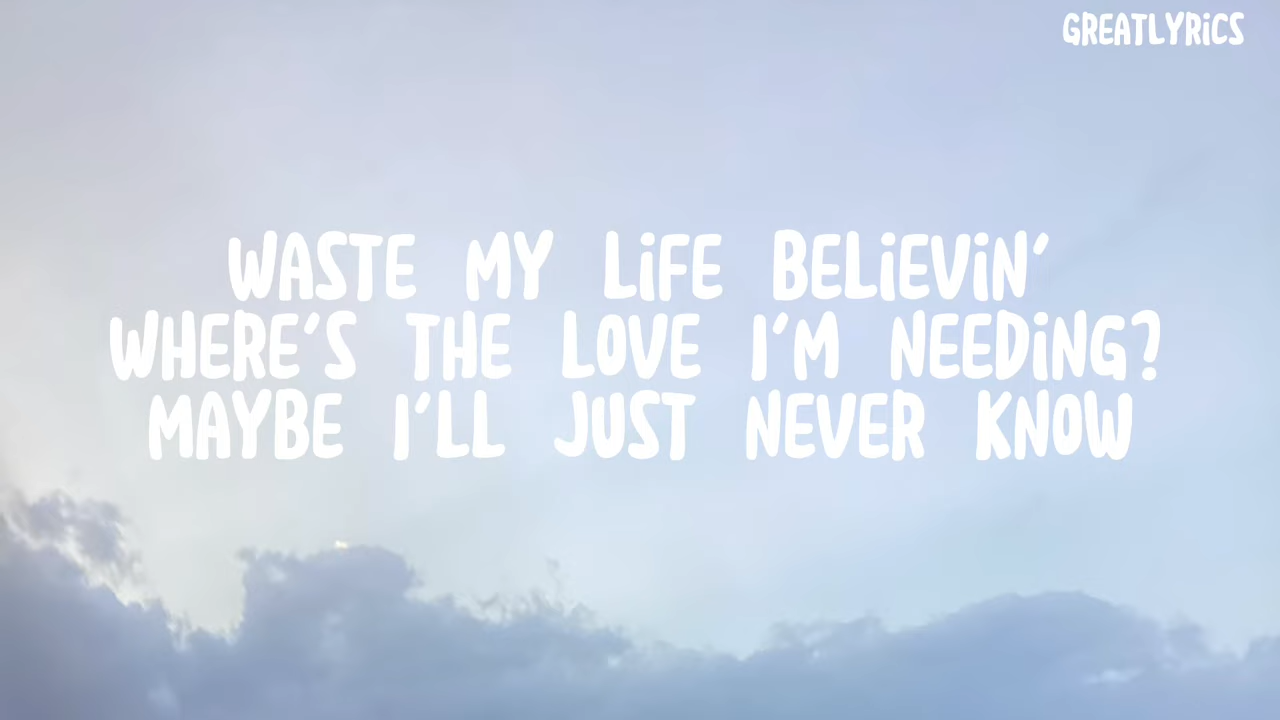 GREATLYRiCS
WASTE MY LiFE BELiEViN'
WHERE'S THE LOVE I'M NEEDiNG?
MAYBE I'LL JUST NEVER KNOW